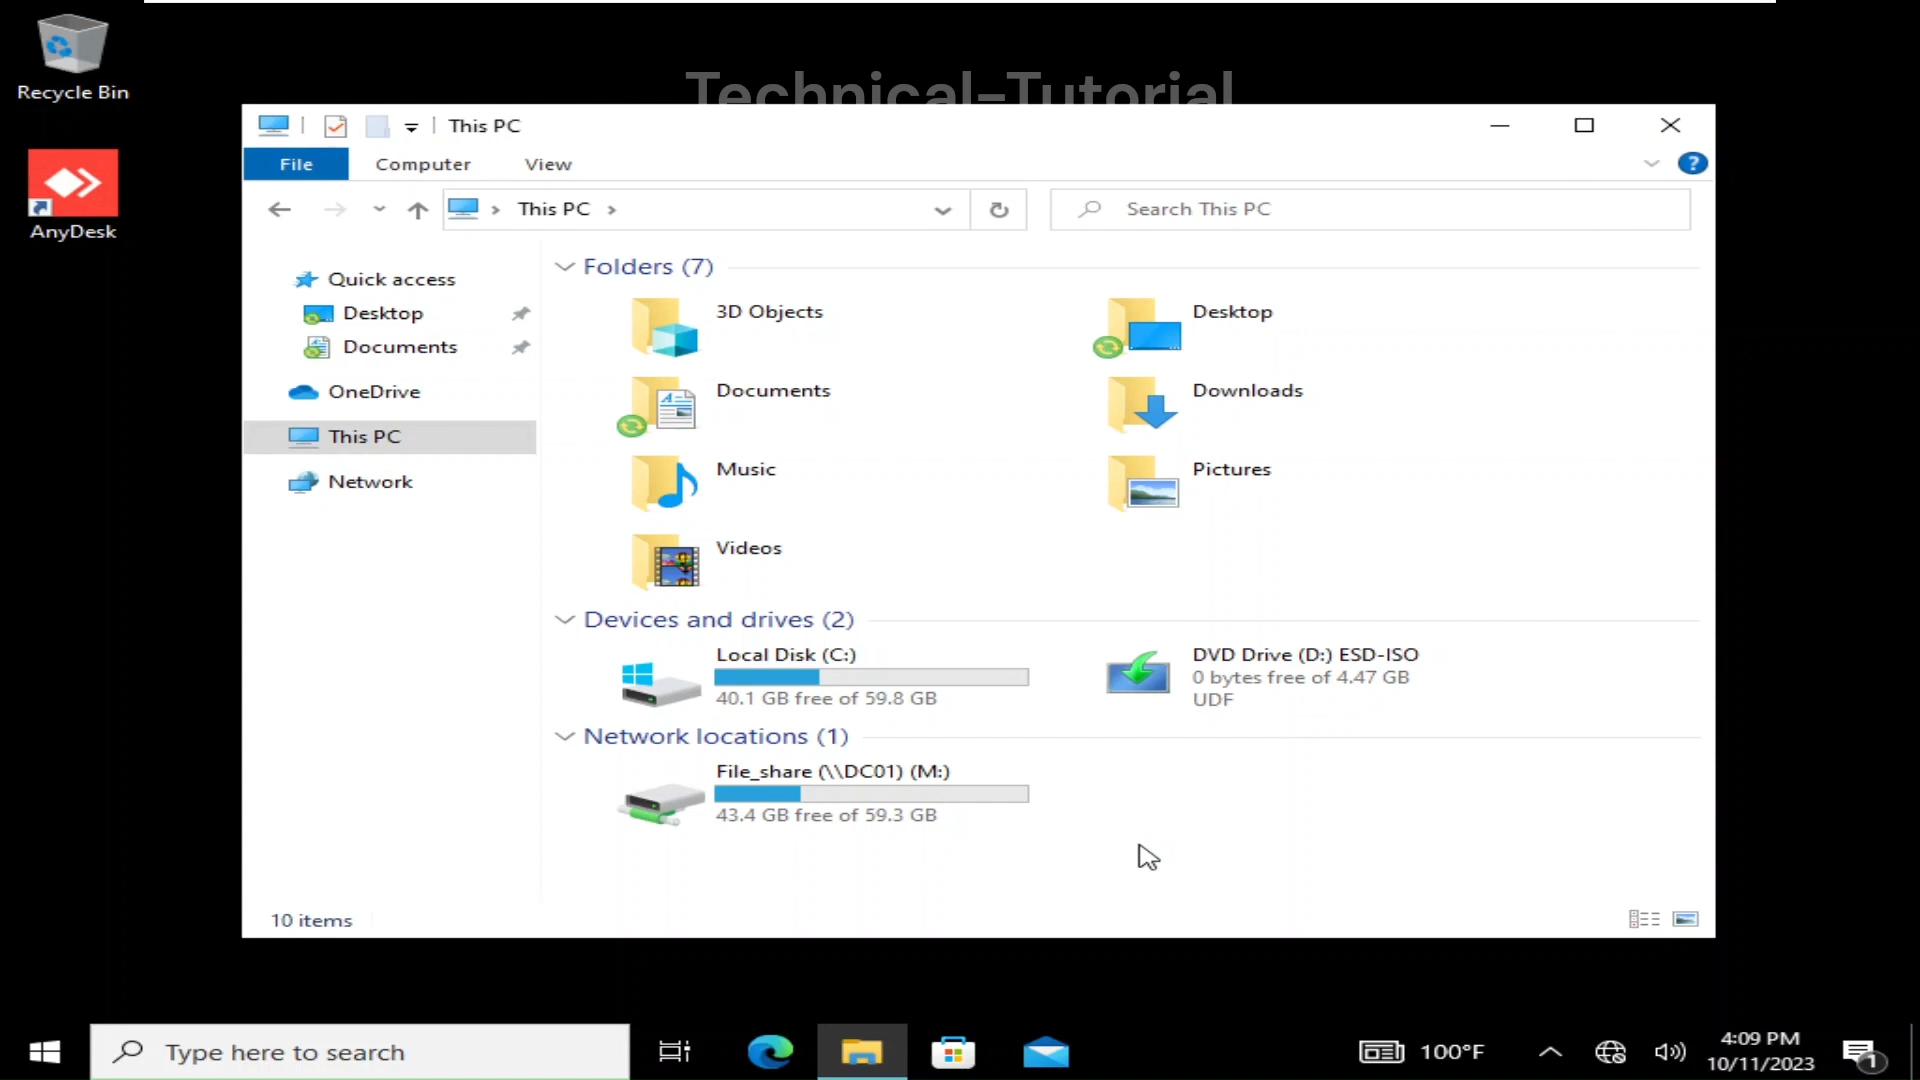 Recycle Bin
AnyDesk
Technical-Tutorial
This PC
File
Computer
View
?
This PC
Search This PC
Quick access
Desktop
Documents
OneDrive
This PC
Network
Folders (7)
3D Objects
Desktop
Documents
Downloads
Music
Pictures
Videos
Devices and drives (2)
Local Disk (C:)
40.1 GB free of 59.8 GB
DVD Drive (D:) ESD-ISO
0 bytes free of 4.47 GB
UDF
Network locations (1)
File_share (\\DC01) (M:)
43.4 GB free of 59.3 GB
10 items
Type here to search
100°F
4:09 PM
10/11/2023
1